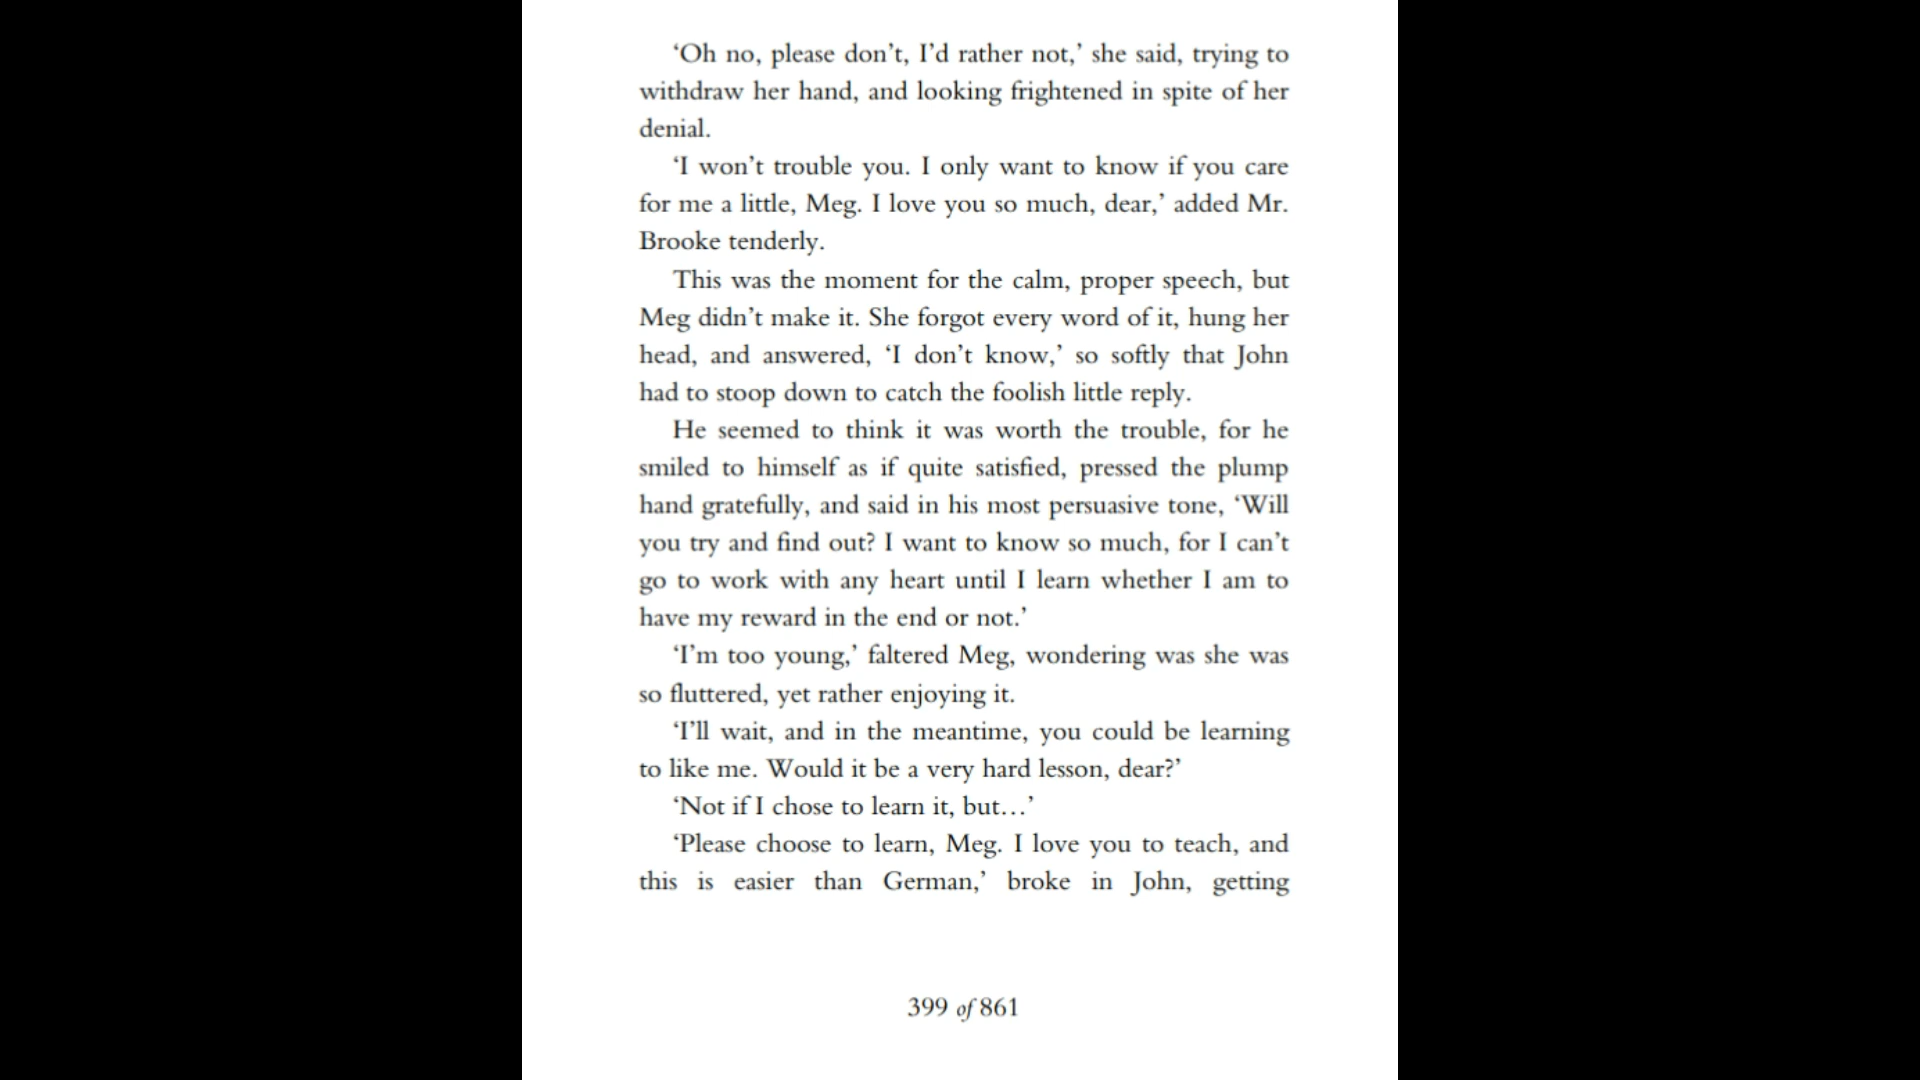 ‘Oh no, please don’t, I’d rather not,’ she said, trying to
withdraw her hand, and looking frightened in spite of her
denial.
‘I won’t trouble you. I only want to know if you care
for me a little, Meg. I love you so much, dear,’ added Mr.
Brooke tenderly.
This was the moment for the calm, proper speech, but
Meg didn’t make it. She forgot every word of it, hung her
head, and answered, ‘I don’t know,’ so softly that John
had to stoop down to catch the foolish little reply.
He seemed to think it was worth the trouble, for he
smiled to himself as if quite satisfied, pressed the plump
hand gratefully, and said in his most persuasive tone, ‘Will
you try and find out? I want to know so much, for I can’t
go to work with any heart until I learn whether I am to
have my reward in the end or not.’
‘I’m too young,’ faltered Meg, wondering was she was
so fluttered, yet rather enjoying it.
‘I’ll wait, and in the meantime, you could be learning
to like me. Would it be a very hard lesson, dear?’
‘Not if I chose to learn it, but…’
‘Please choose to learn, Meg. I love you to teach, and
this is easier than German,’ broke in John, getting
399 of 861